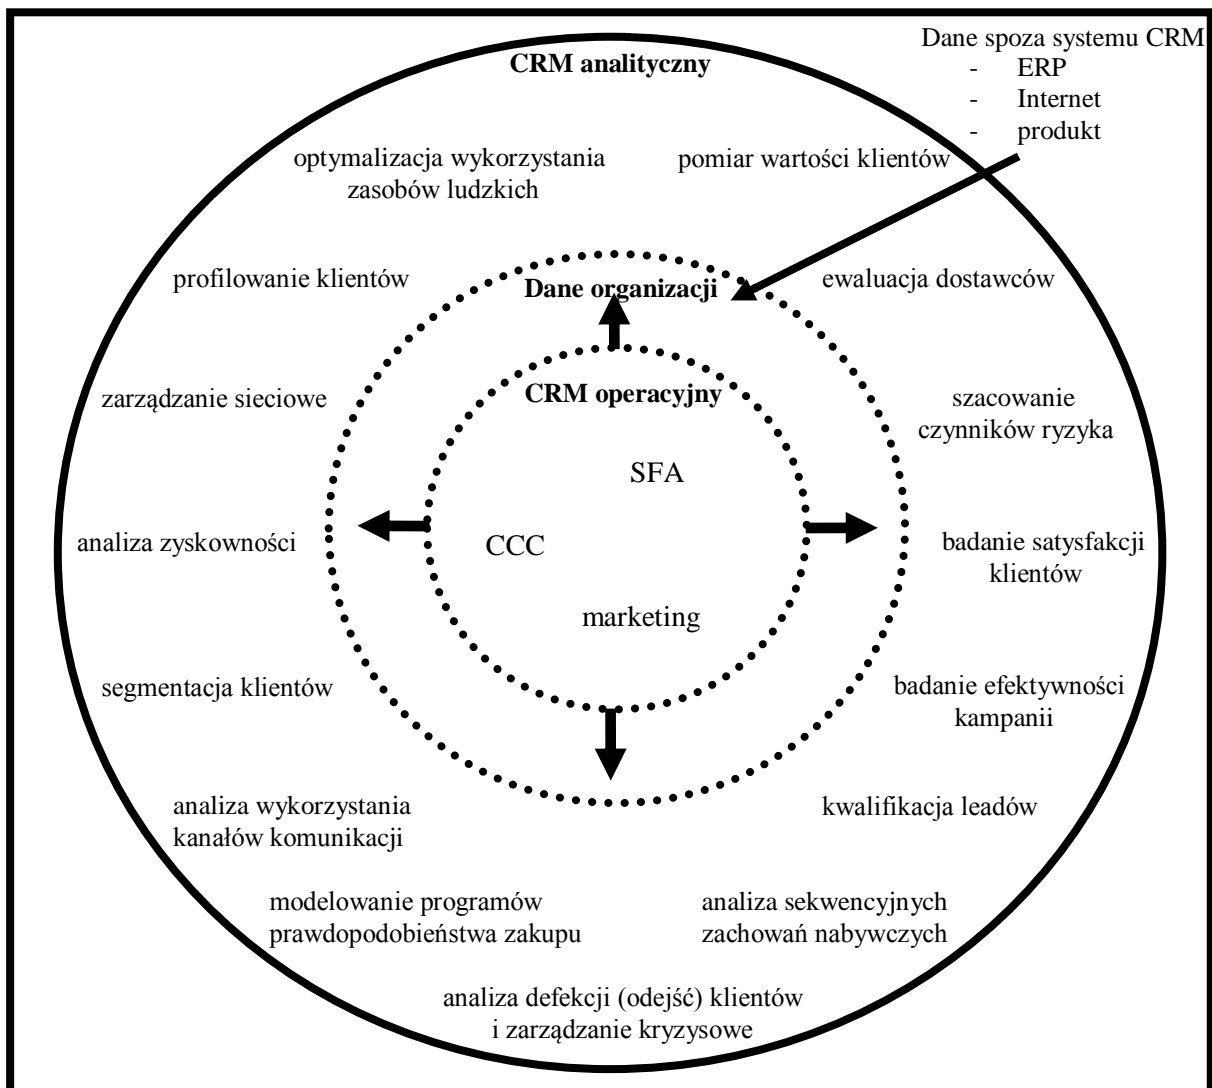 Dane spoza systemu CRM
- ERP
- Internet
- produkt
CRM analityczny
optymalizacja wykorzystania
zasobów ludzkich
pomiar wartości klientów
profilowanie klientów
Dane organizacji
ewaluacja dostawców
zarządzanie sieciowe
CRM operacyjny
szacowanie
czynników ryzyka
SFA
analiza zyskowności
CCC
badanie satysfakcji
klientów
marketing
segmentacja klientów
badanie efektywności
kampanii
analiza wykorzystania
kanałów komunikacji
kwalifikacja leadów
modelowanie programów
prawdopodobieństwa zakupu
analiza sekwencyjnych
zachowań nabywczych
analiza defekcji (odejść) klientów
i zarządzanie kryzysowe